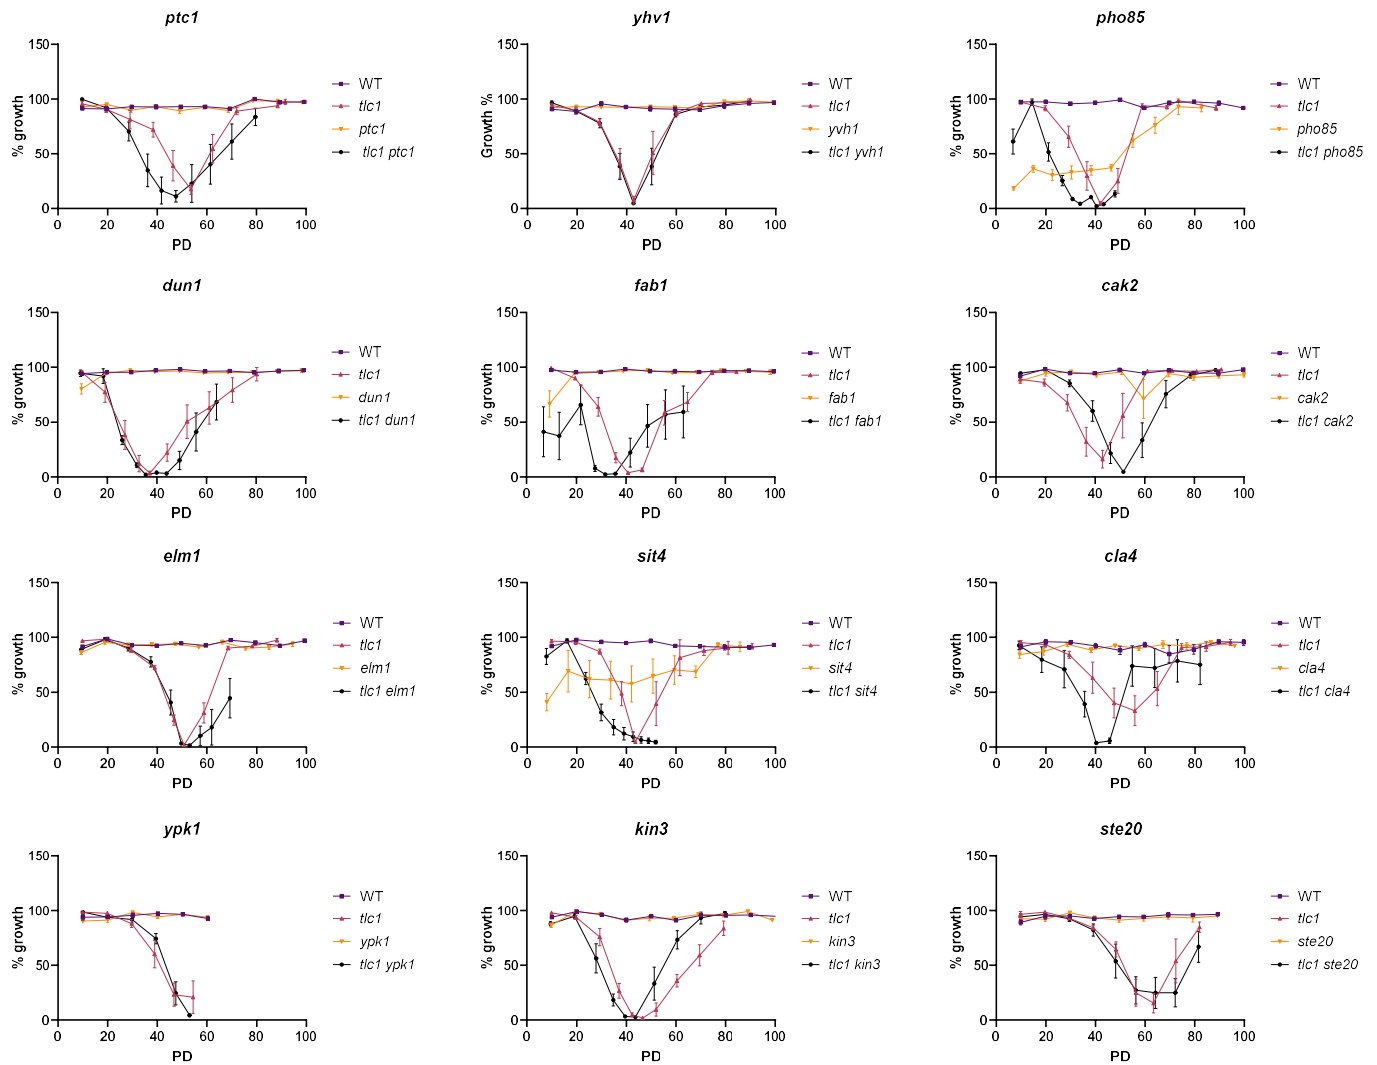 ptc1
% growth
150
100
50
0
0 20 40 60 80 100
PD
WT
tlc1
ptc1
tlc1 ptc1
yhv1
Growth %
150
100
50
0
0 20 40 60 80 100
PD
WT
tlc1
yvh1
tlc1 yvh1
pho85
% growth
150
100
50
0
0 20 40 60 80 100
PD
WT
tlc1
pho85
tlc1 pho85
dun1
% growth
150
100
50
0
0 20 40 60 80 100
PD
WT
tlc1
dun1
tlc1 dun1
fab1
% growth
150
100
50
0
0 20 40 60 80 100
PD
WT
tlc1
fab1
tlc1 fab1
cak2
% growth
150
100
50
0
0 20 40 60 80 100
PD
WT
tlc1
cak2
tlc1 cak2
elm1
% growth
150
100
50
0
0 20 40 60 80 100
PD
WT
tlc1
elm1
tlc1 elm1
sit4
% growth
150
100
50
0
0 20 40 60 80 100
PD
WT
tlc1
sit4
tlc1 sit4
cla4
% growth
150
100
50
0
0 20 40 60 80 100
PD
WT
tlc1
cla4
tlc1 cla4
ypk1
% growth
150
100
50
0
0 20 40 60 80 100
PD
WT
tlc1
ypk1
tlc1 ypk1
kin3
% growth
150
100
50
0
0 20 40 60 80 100
PD
WT
tlc1
kin3
tlc1 kin3
ste20
% growth
150
100
50
0
0 20 40 60 80 100
PD
WT
tlc1
ste20
tlc1 ste20